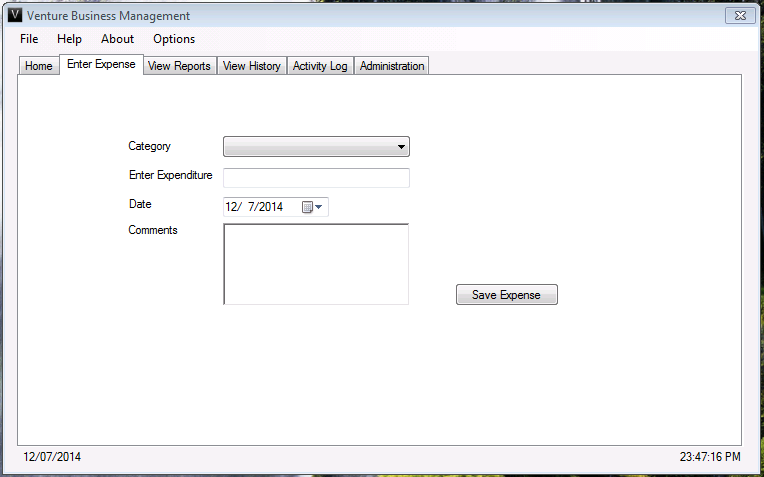 V Venture Business Management
File Help About Options
Home Enter Expense View Reports View History Activity Log Administration
Category
Enter Expenditure
Date 12/ 7/2014
Comments
Save Expense
12/07/2014 23:47:16 PM